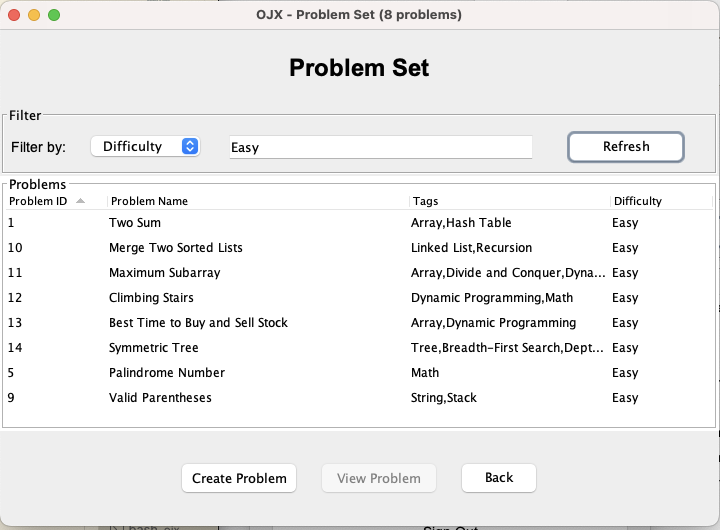 OJX - Problem Set (8 problems)
Problem Set
Filter
Filter by: Difficulty Easy Refresh
Problems
Problem ID Problem Name Tags Difficulty
1 Two Sum Array,Hash Table Easy
10 Merge Two Sorted Lists Linked List,Recursion Easy
11 Maximum Subarray Array,Divide and Conquer,Dyna... Easy
12 Climbing Stairs Dynamic Programming,Math Easy
13 Best Time to Buy and Sell Stock Array,Dynamic Programming Easy
14 Symmetric Tree Tree,Breadth-First Search,Dept... Easy
5 Palindrome Number Math Easy
9 Valid Parentheses String,Stack Easy
Create Problem View Problem Back